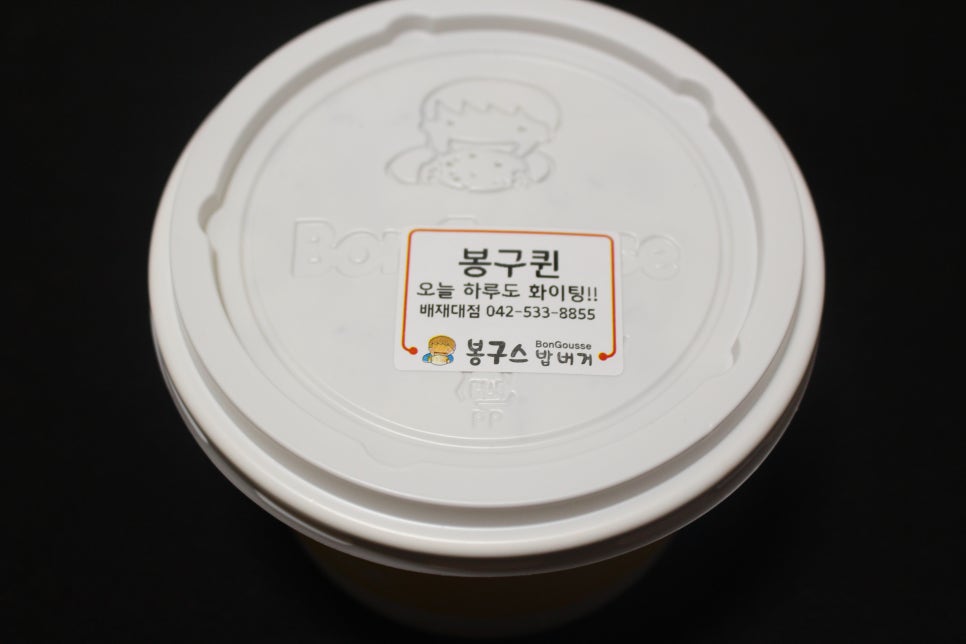 BonGousse
봉구퀸
오늘 하루도 화이팅!!
배재대점 042-533-8855
봉구스 BonGousse 밥버거
PP